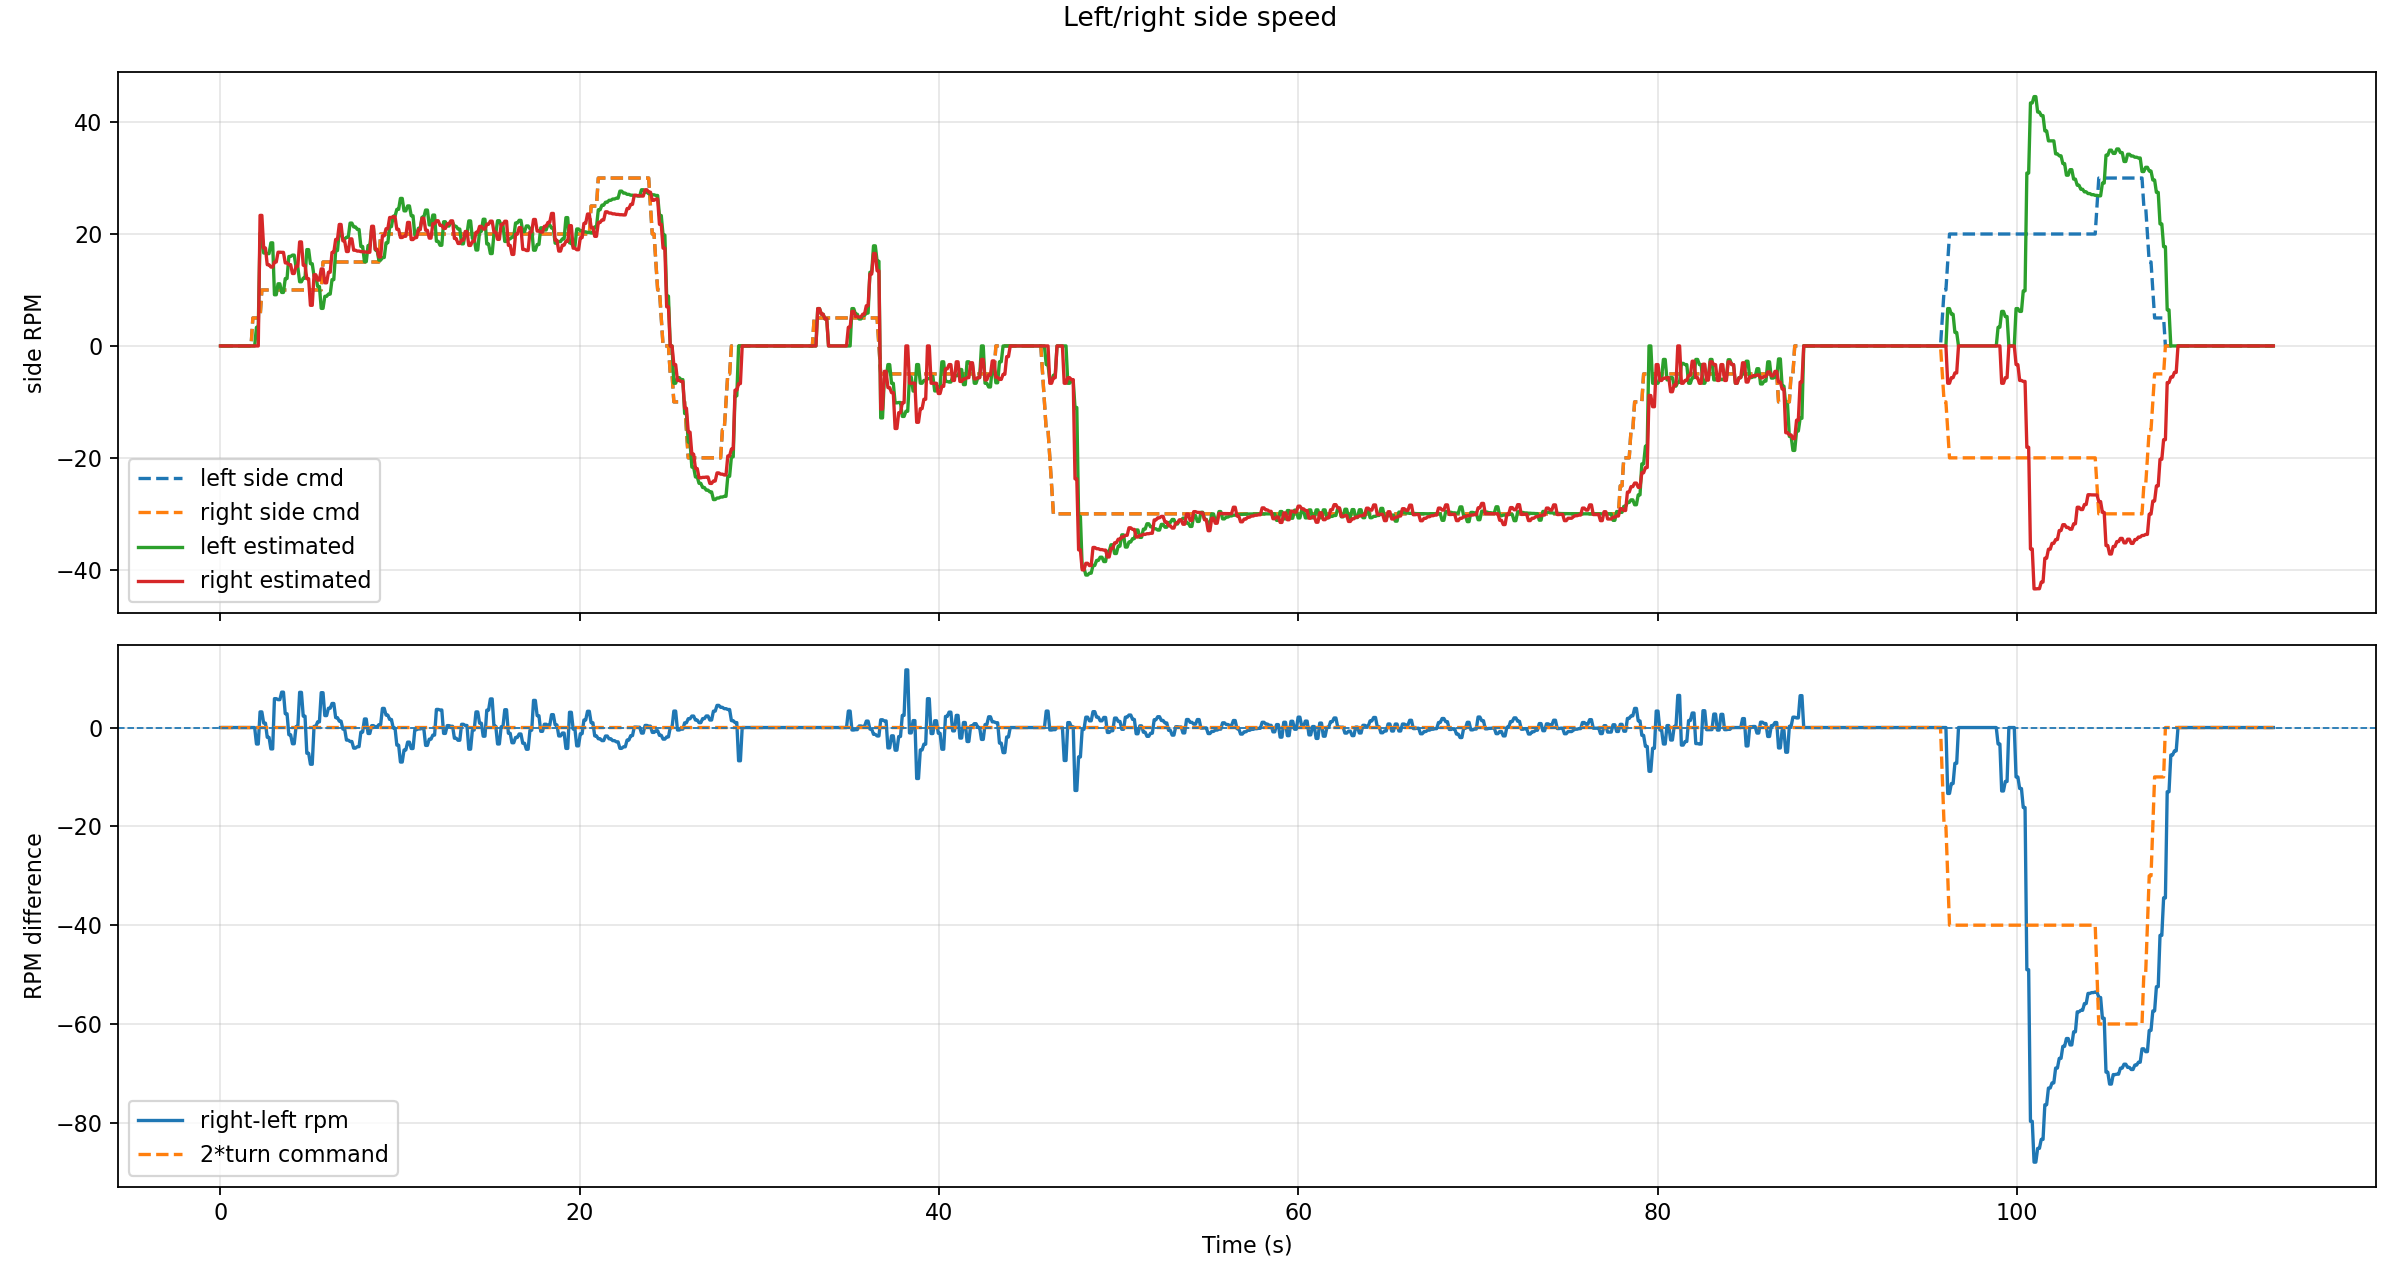 Left/right side speed
side RPM
40
20
0
−20
−40
left side cmd
right side cmd
left estimated
right estimated
RPM difference
0
−20
−40
−60
−80
right-left rpm
2*turn command
0
20
40
60
80
100
Time (s)